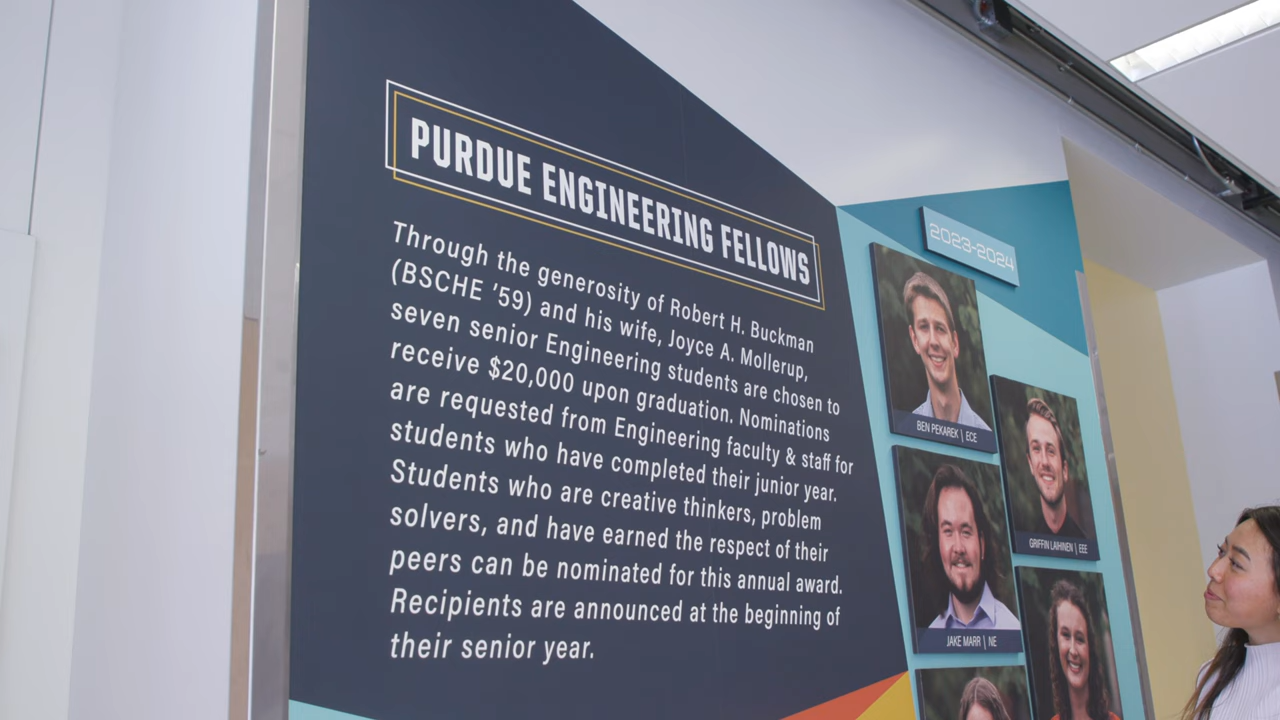 PURDUE ENGINEERING FELLOWS
Through the generosity of Robert H. Buckman
(BSCHE '59) and his wife, Joyce A. Mollerup,
seven senior Engineering students are chosen to
receive $20,000 upon graduation. Nominations
are requested from Engineering faculty & staff for
students who have completed their junior year.
Students who are creative thinkers, problem
solvers, and have earned the respect of their
peers can be nominated for this annual award.
Recipients are announced at the beginning of
their senior year.
2023-2024
BEN PEKAREK | ECE
GRIFFIN LAIHINEN | EEE
JAKE MARR | NE